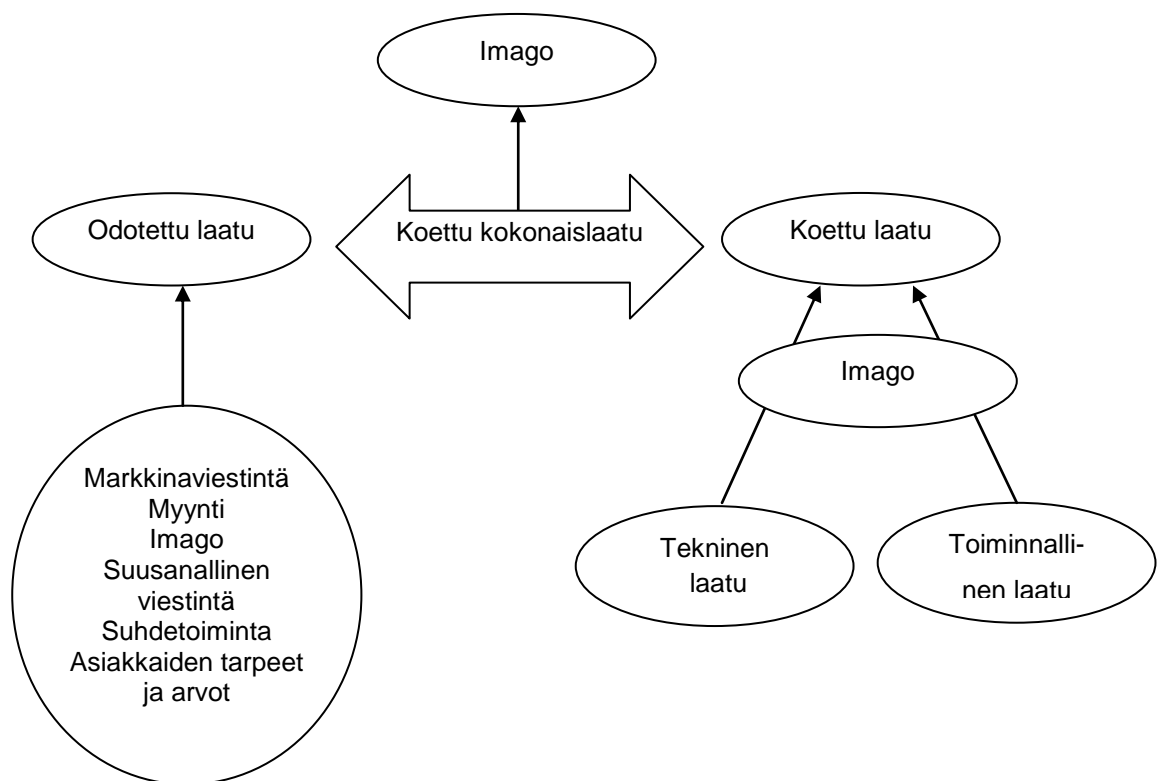 Imago
Odotettu laatu
Koettu kokonaislaatu
Koettu laatu
Imago
Markkinaviestintä
Myynti
Imago
Suusanallinen
viestintä
Suhdetoiminta
Asiakkaiden tarpeet
ja arvot
Tekninen
laatu
Toiminnalli-
nen laatu